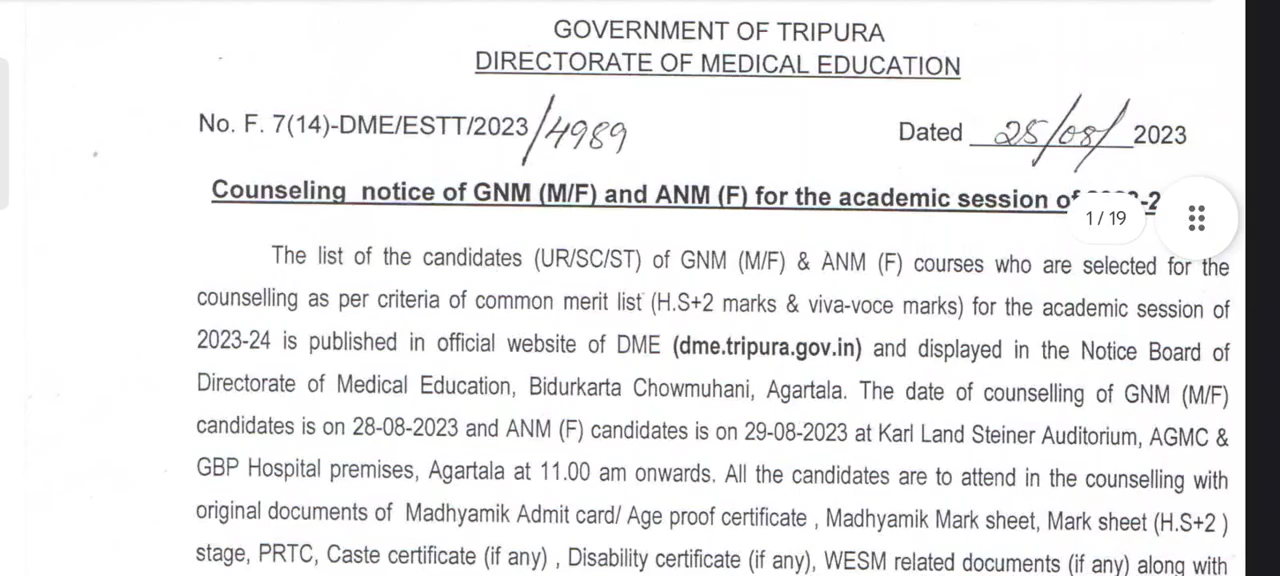 GOVERNMENT OF TRIPURA
DIRECTORATE OF MEDICAL EDUCATION
No. F. 7(14)-DME/ESTT/2023/4989
Dated 25/08/2023
Counseling notice of GNM (M/F) and ANM (F) for the academic session of
1 / 19
The list of the candidates (UR/SC/ST) of GNM (M/F) & ANM (F) courses who are selected for the
counselling as per criteria of common merit list (H.S+2 marks & viva-voce marks) for the academic session of
2023-24 is published in official website of DME (dme.tripura.gov.in) and displayed in the Notice Board of
Directorate of Medical Education, Bidurkarta Chowmuhani, Agartala. The date of counselling of GNM (M/F)
candidates is on 28-08-2023 and ANM (F) candidates is on 29-08-2023 at Karl Land Steiner Auditorium, AGMC &
GBP Hospital premises, Agartala at 11.00 am onwards. All the candidates are to attend in the counselling with
original documents of Madhyamik Admit card/ Age proof certificate , Madhyamik Mark sheet, Mark sheet (H.S+2 )
stage, PRTC, Caste certificate (if any) , Disability certificate (if any), WESM related documents (if any) along with